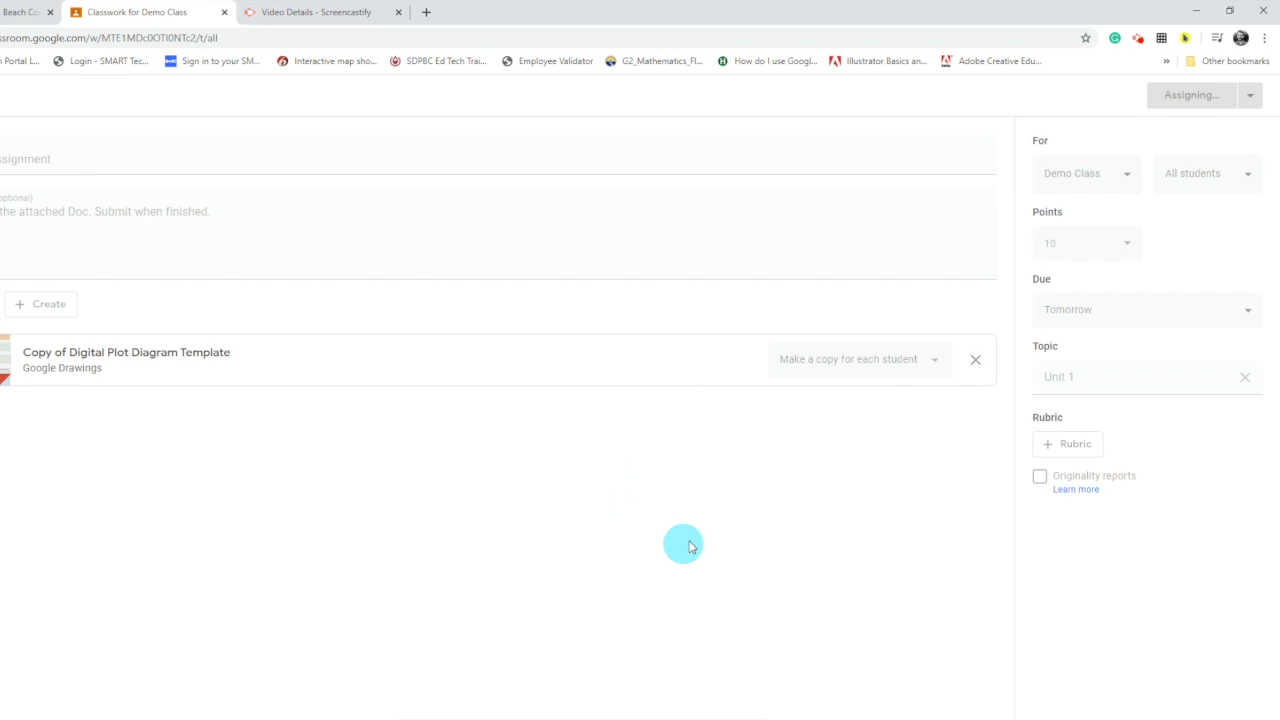 Beach Co
Classwork for Demo Class
Video Details - Screencastify
ssroom.google.com/w/MTE1MDc0OTI0NTc2/t/all
n Portal L...
Login - SMART Tec...
Sign in to your SM...
Interactive map sho...
SDPBC Ed Tech Trai...
Employee Validator
G2_Mathematics_Fl...
How do I use Googl...
Illustrator Basics an...
Adobe Creative Edu...
»
Other bookmarks
Assigning...
ssignment
optional)
the attached Doc. Submit when finished.
+ Create
Copy of Digital Plot Diagram Template
Google Drawings
Make a copy for each student
For
Demo Class
All students
Points
10
Due
Tomorrow
Topic
Unit 1
Rubric
+ Rubric
Originality reports
Learn more